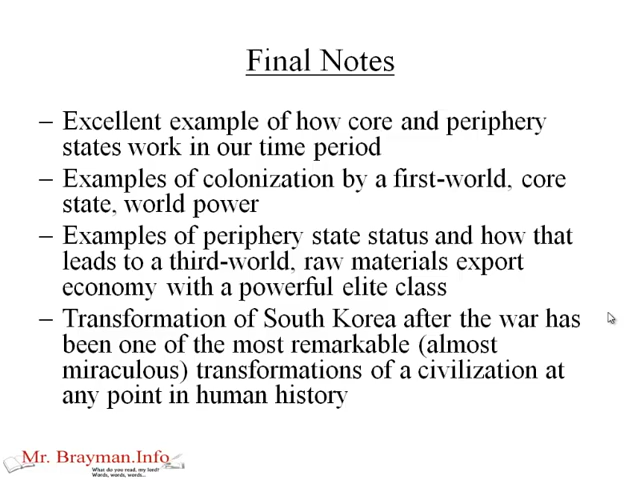 Final Notes
– Excellent example of how core and periphery
states work in our time period
– Examples of colonization by a first-world, core
state, world power
– Examples of periphery state status and how that
leads to a third-world, raw materials export
economy with a powerful elite class
– Transformation of South Korea after the war has
been one of the most remarkable (almost
miraculous) transformations of a civilization at
any point in human history
Mr. Brayman.Info
What do you read, my lord?
Words, words, words...